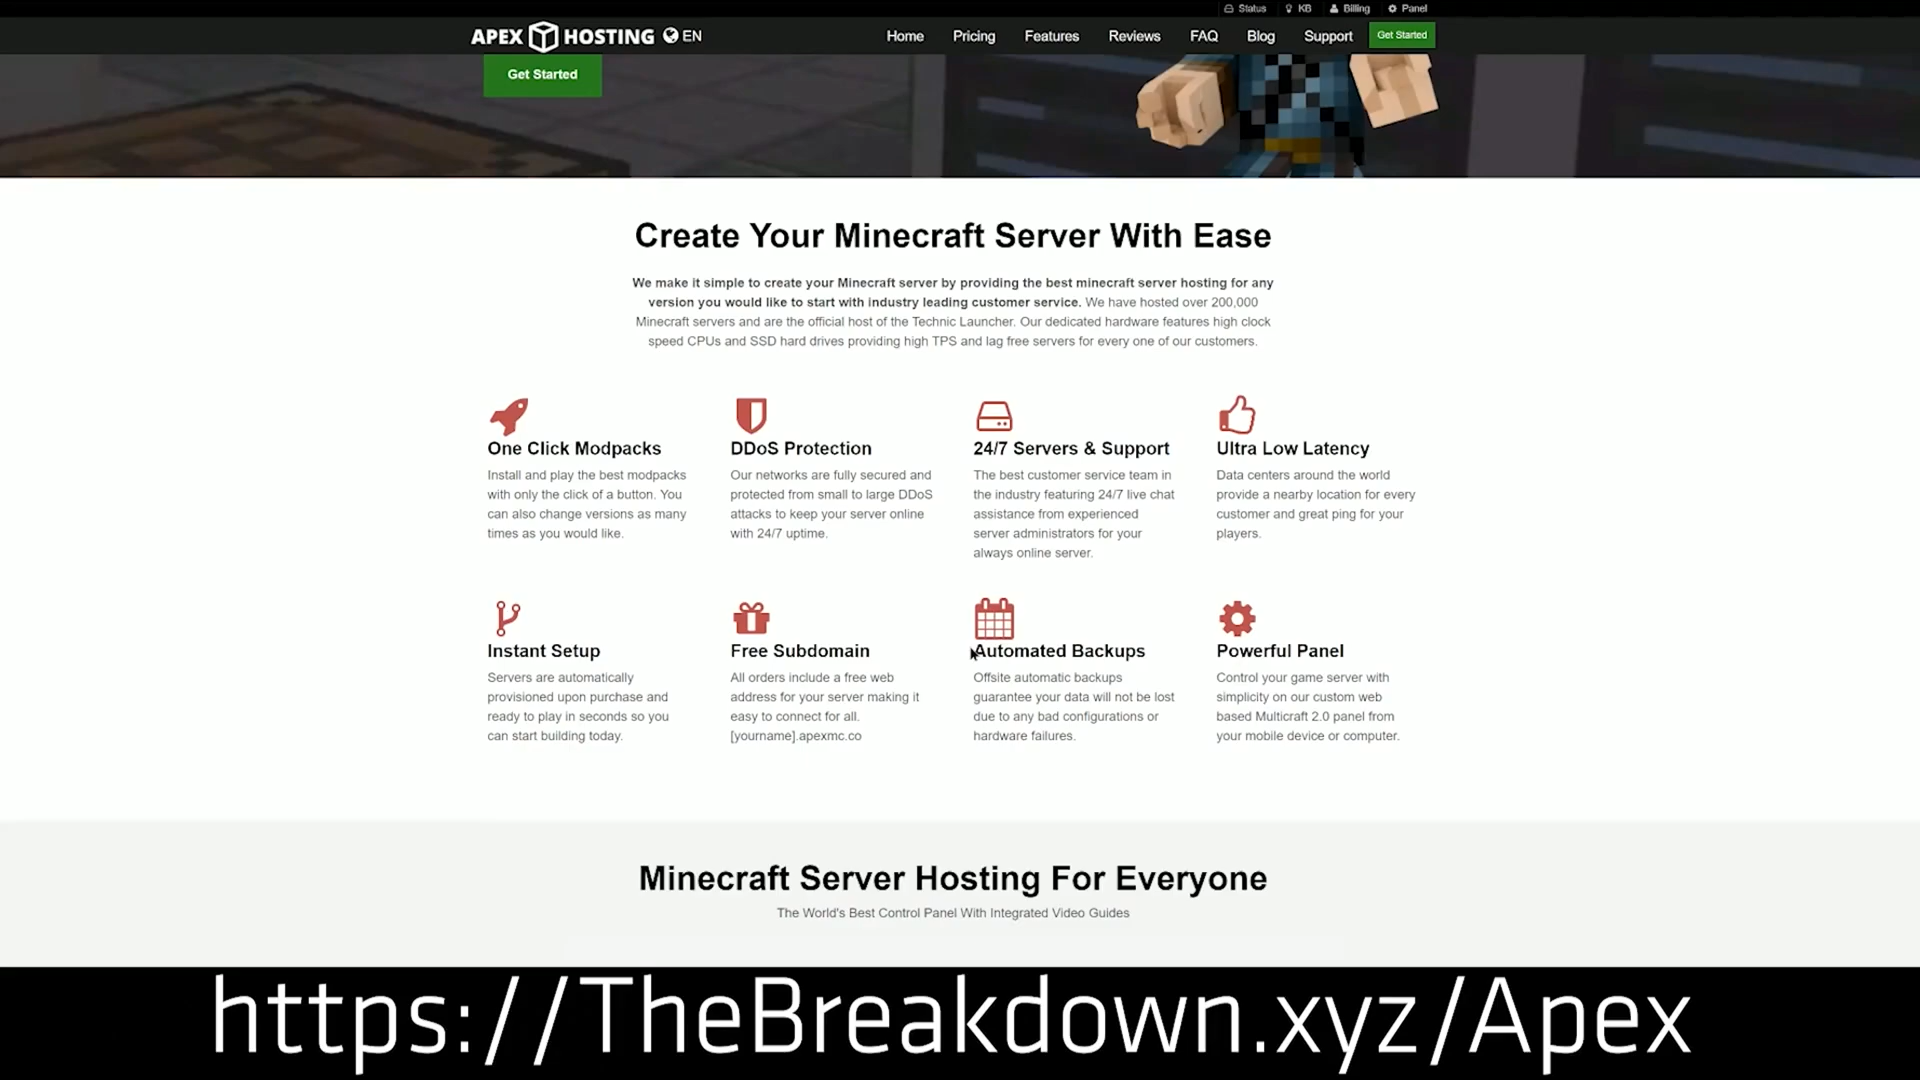 Status KB Billing Panel
APEX HOSTING EN Home Pricing Features Reviews FAQ Blog Support Get Started
Get Started
Create Your Minecraft Server With Ease
We make it simple to create your Minecraft server by providing the best minecraft server hosting for any
version you would like to start with industry leading customer service. We have hosted over 200,000
Minecraft servers and are the official host of the Technic Launcher. Our dedicated hardware features high clock
speed CPUs and SSD hard drives providing high TPS and lag free servers for every one of our customers.
One Click Modpacks
Install and play the best modpacks
with only the click of a button. You
can also change versions as many
times as you would like.
DDoS Protection
Our networks are fully secured and
protected from small to large DDoS
attacks to keep your server online
with 24/7 uptime.
24/7 Servers & Support
The best customer service team in
the industry featuring 24/7 live chat
assistance from experienced
server administrators for your
always online server.
Ultra Low Latency
Data centers around the world
provide a nearby location for every
customer and great ping for your
players.
Instant Setup
Servers are automatically
provisioned upon purchase and
ready to play in seconds so you
can start building today.
Free Subdomain
All orders include a free web
address for your server making it
easy to connect for all.
[yourname].apexmc.co
Automated Backups
Offsite automatic backups
guarantee your data will not be lost
due to any bad configurations or
hardware failures.
Powerful Panel
Control your game server with
simplicity on our custom web
based Multicraft 2.0 panel from
your mobile device or computer.
Minecraft Server Hosting For Everyone
The World's Best Control Panel With Integrated Video Guides
https://TheBreakdown.xyz/Apex